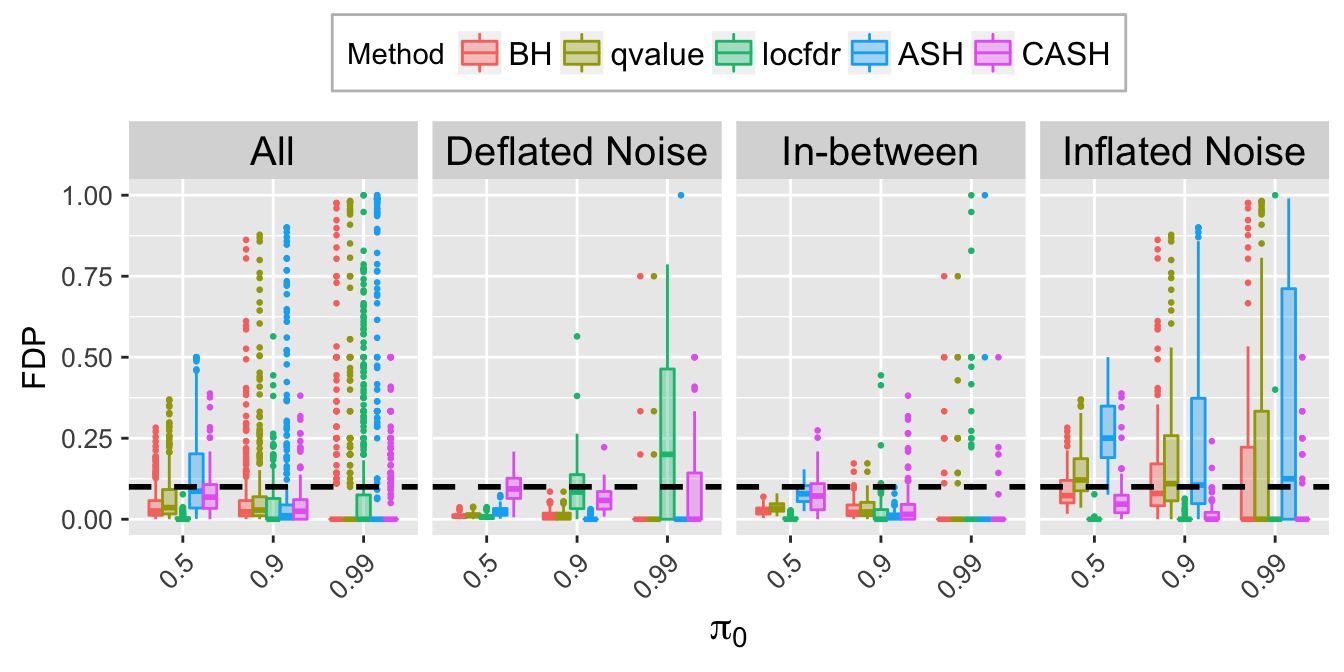 Method BH qvalue locfdr ASH CASH
All Deflated Noise In-between Inflated Noise
1.00
0.75
0.50
0.25
0.00
FDP
0.5 0.9 0.99 0.5 0.9 0.99 0.5 0.9 0.99 0.5 0.9 0.99
π₀